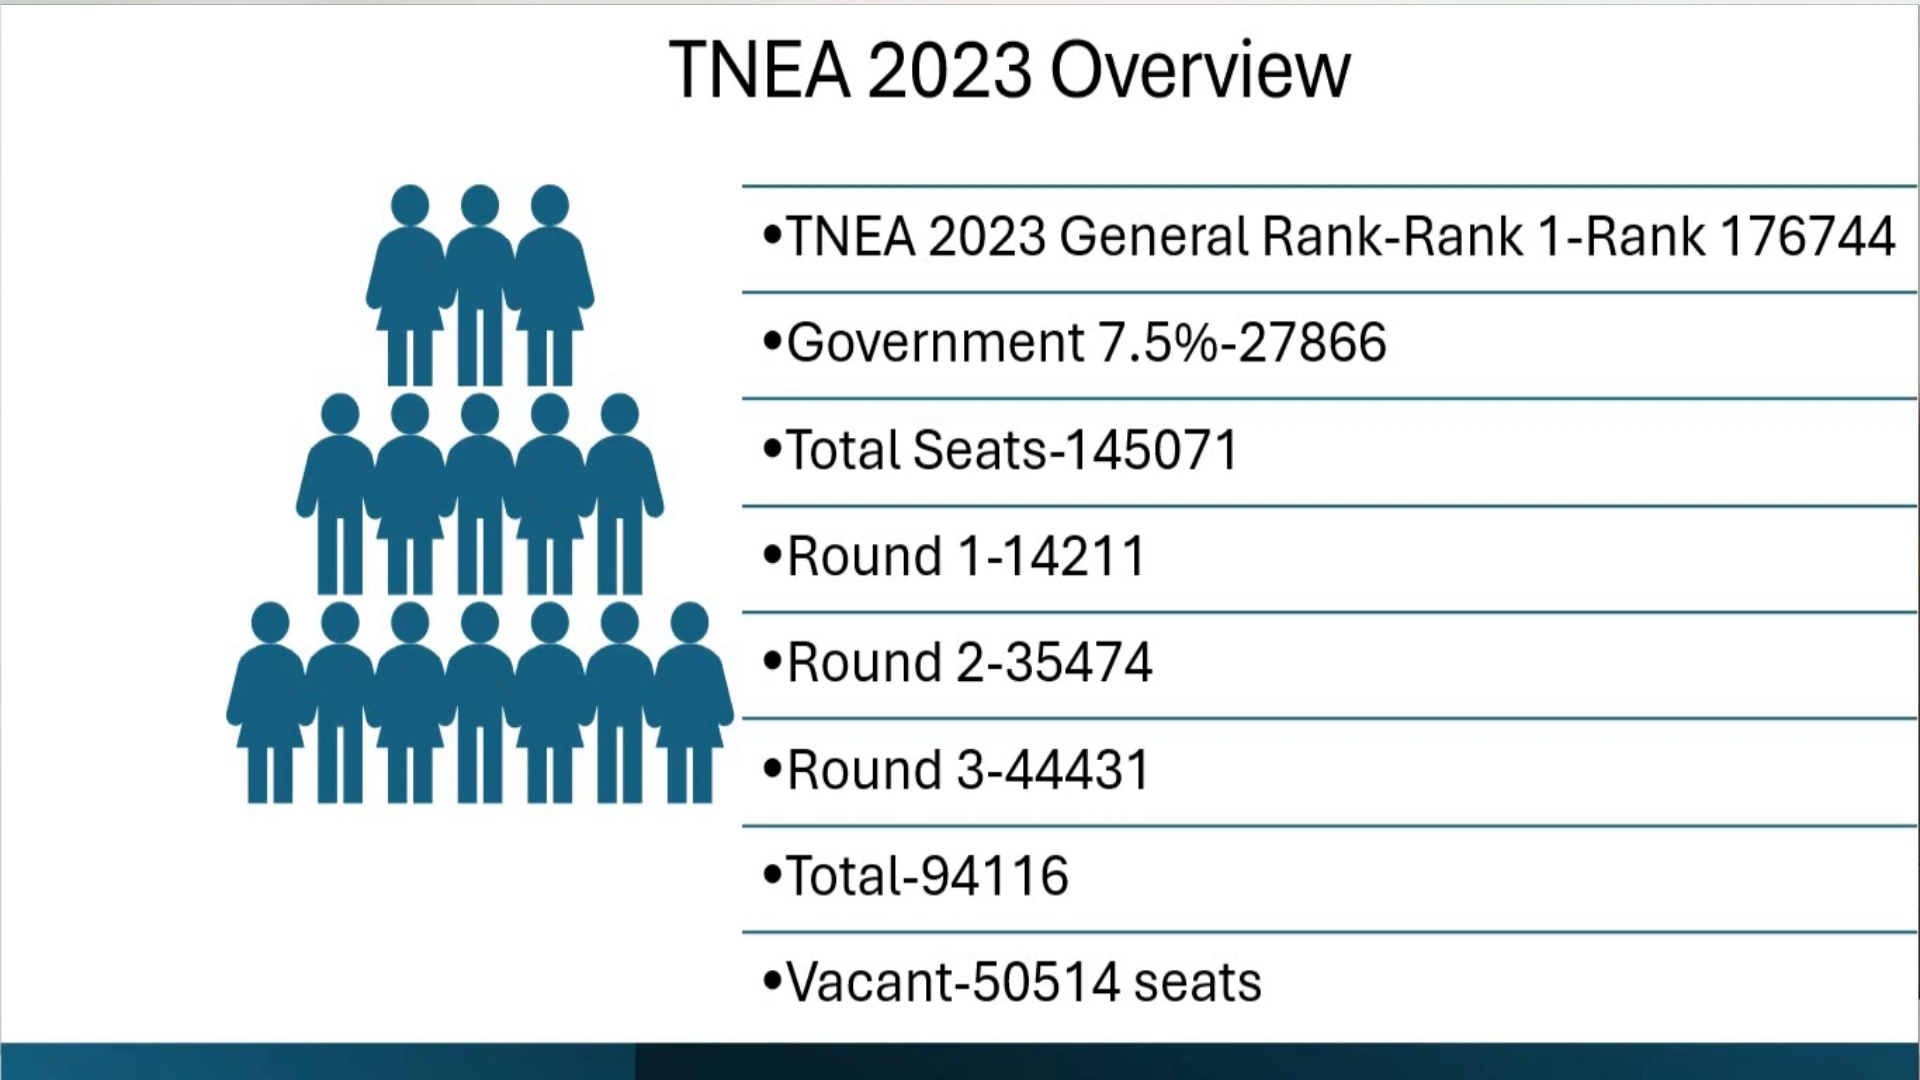 TNEA 2023 Overview
•TNEA 2023 General Rank-Rank 1-Rank 176744
•Government 7.5%-27866
•Total Seats-145071
•Round 1-14211
•Round 2-35474
•Round 3-44431
•Total-94116
•Vacant-50514 seats